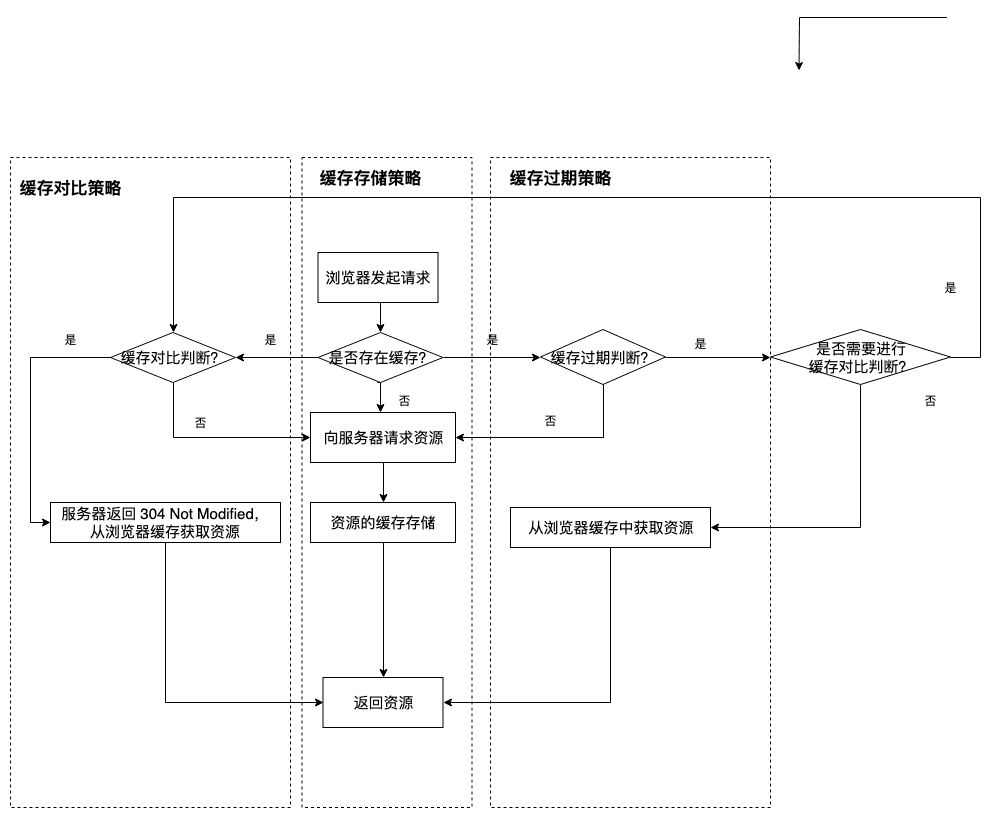 缓存对比策略
缓存存储策略
缓存过期策略
浏览器发起请求
是
是
是
是
是
缓存对比判断?
是否存在缓存?
缓存过期判断?
是否需要进行
缓存对比判断?
否
否
否
否
向服务器请求资源
服务器返回 304 Not Modified,
从浏览器缓存获取资源
资源的缓存存储
从浏览器缓存中获取资源
返回资源